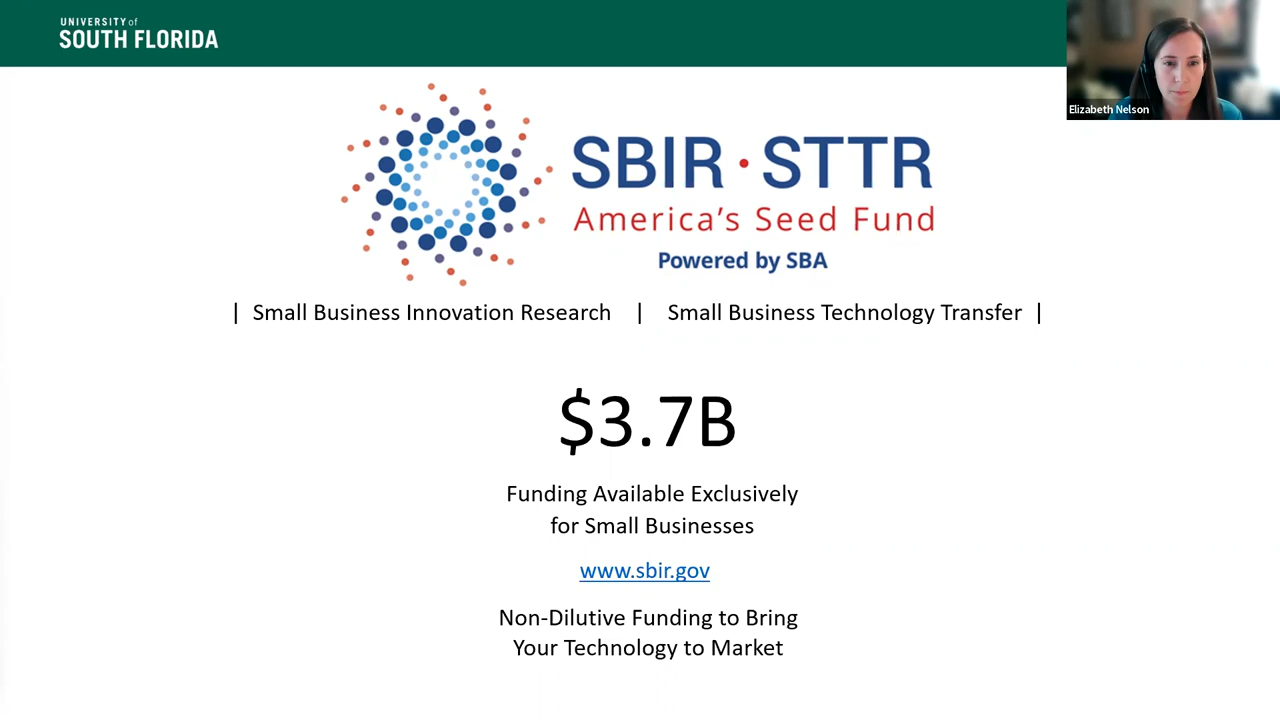 UNIVERSITY of
SOUTH FLORIDA
Elizabeth Nelson
SBIR · STTR
America's Seed Fund
Powered by SBA
| Small Business Innovation Research | Small Business Technology Transfer |
$3.7B
Funding Available Exclusively
for Small Businesses
www.sbir.gov
Non-Dilutive Funding to Bring
Your Technology to Market